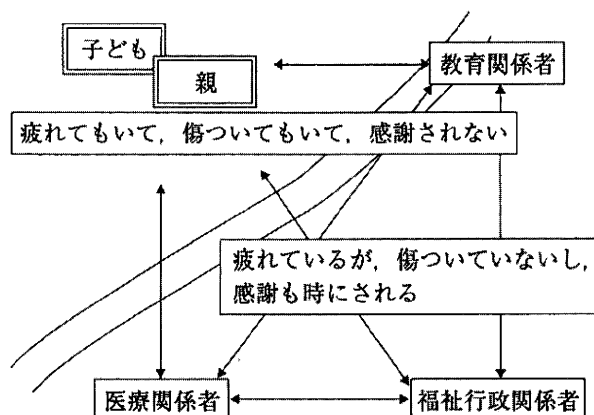 子ども
親
教育関係者
疲れてもいて，傷ついてもいて，感謝されない
疲れているが，傷ついていないし，
感謝も時にされる
医療関係者
福祉行政関係者